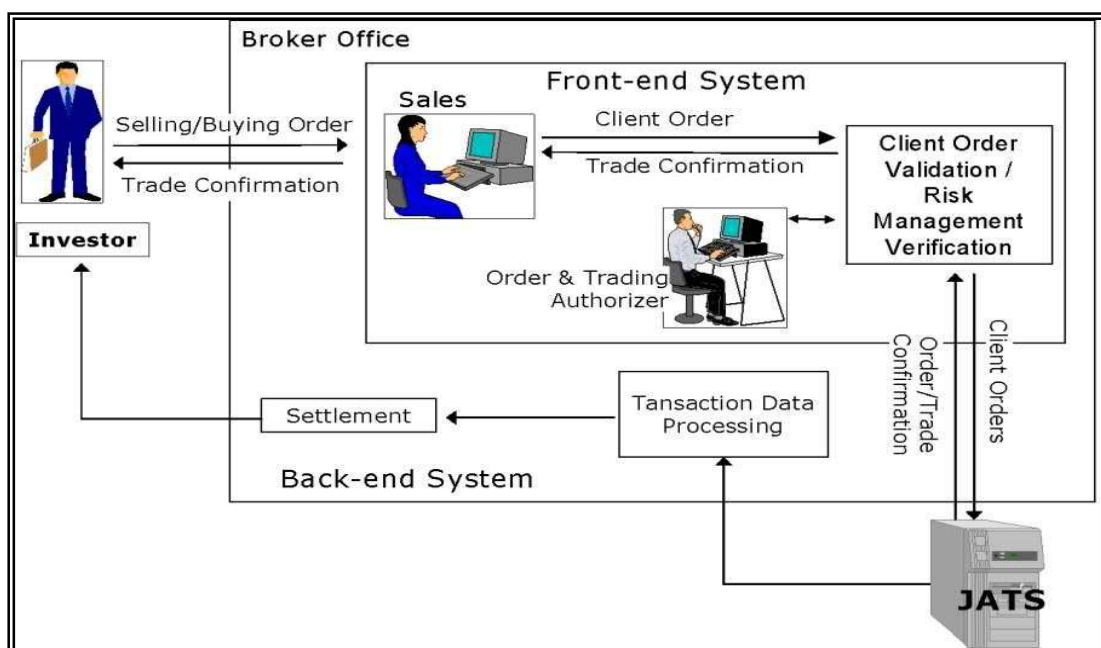 Broker Office
Front-end System
Sales
Selling/Buying Order
Trade Confirmation
Investor
Client Order
Trade Confirmation
Client Order
Validation /
Risk
Management
Verification
Order & Trading
Authorizer
Order/Trade
Confirmation
Client Orders
Settlement
Tansaction Data
Processing
Back-end System
JATS